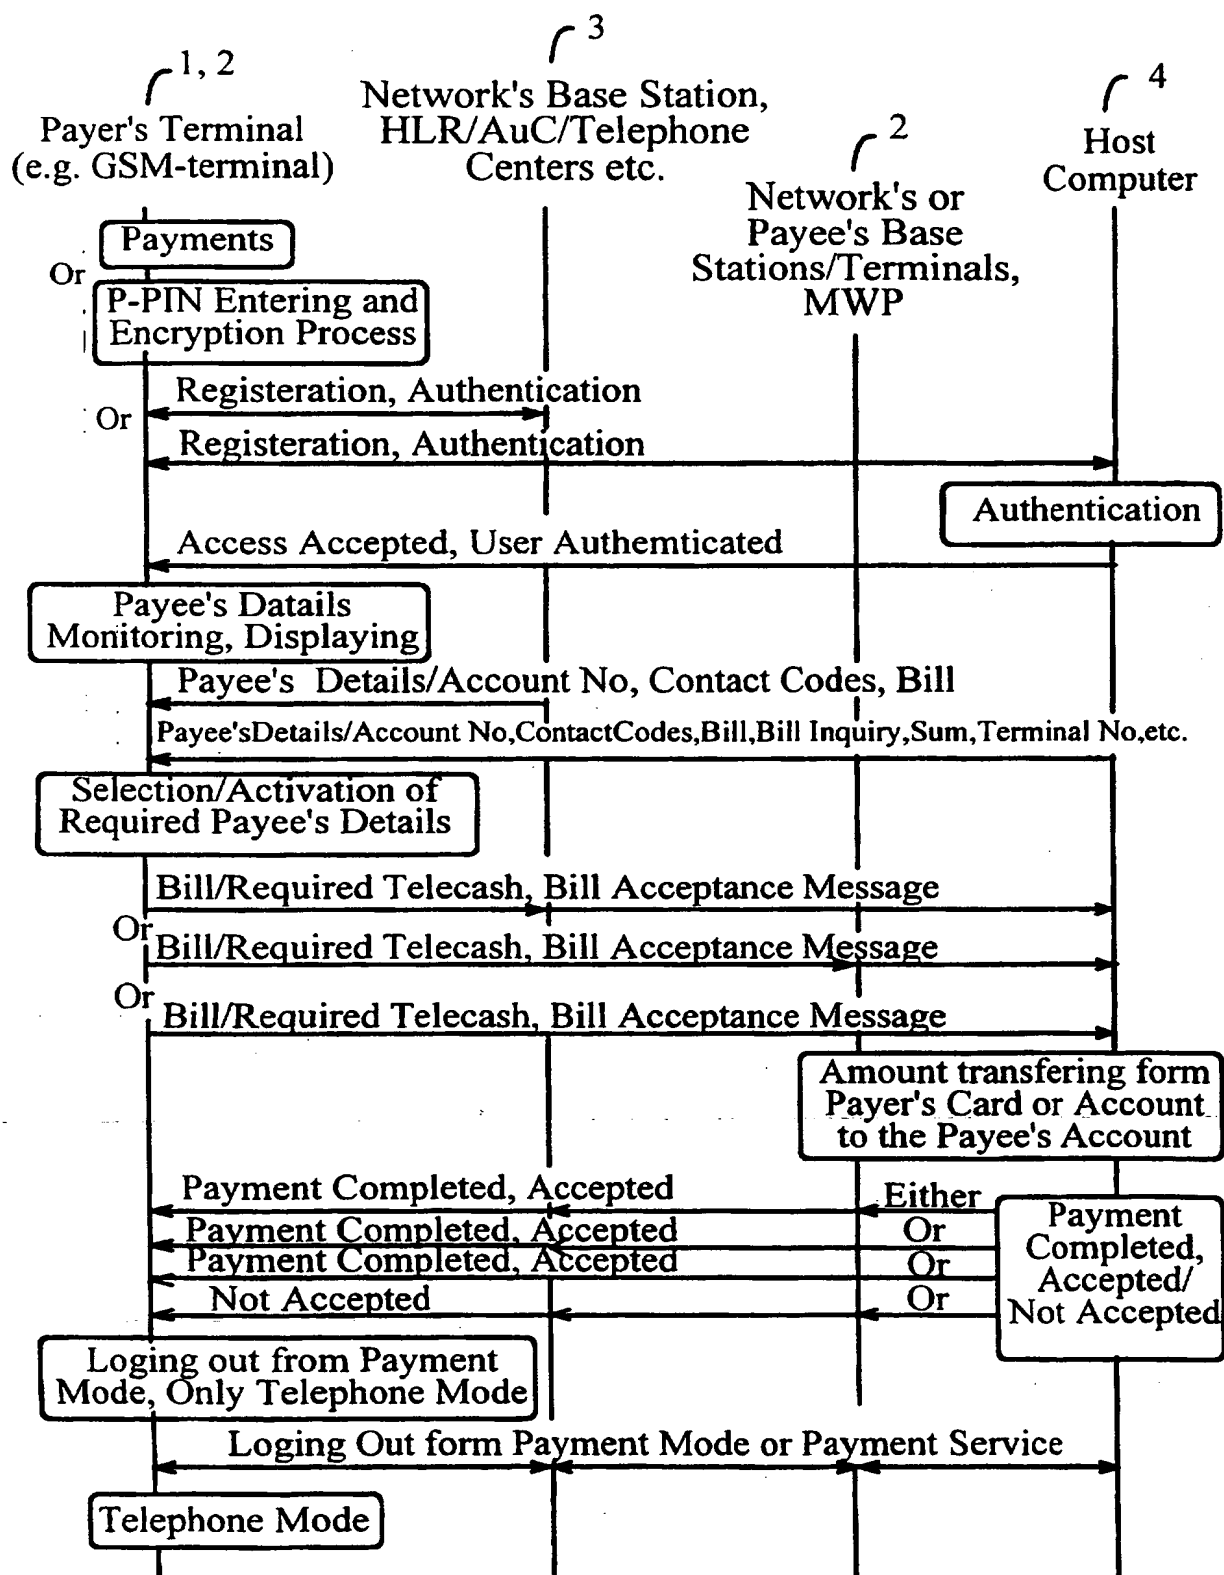 1, 2
Payer's Terminal
(e.g. GSM-terminal)
3
Network's Base Station,
HLR/AuC/Telephone
Centers etc.
2
Network's or
Payee's Base
Stations/Terminals,
MWP
4
Host
Computer
Payments
Or
P-PIN Entering and
Encryption Process
Registeration, Authentication
Or
Registeration, Authentication
Authentication
Access Accepted, User Authemticated
Payee's Datails
Monitoring, Displaying
Payee's Details/Account No, Contact Codes, Bill
Payee'sDetails/Account No,ContactCodes,Bill,Bill Inquiry,Sum,Terminal No,etc.
Selection/Activation of
Required Payee's Details
Bill/Required Telecash, Bill Acceptance Message
Or
Bill/Required Telecash, Bill Acceptance Message
Or
Bill/Required Telecash, Bill Acceptance Message
Amount transfering form
Payer's Card or Account
to the Payee's Account
Payment Completed, Accepted
Either
Payment Completed, Accepted
Or
Payment Completed, Accepted
Or
Not Accepted
Or
Payment
Completed,
Accepted/
Not Accepted
Loging out from Payment
Mode, Only Telephone Mode
Loging Out form Payment Mode or Payment Service
Telephone Mode